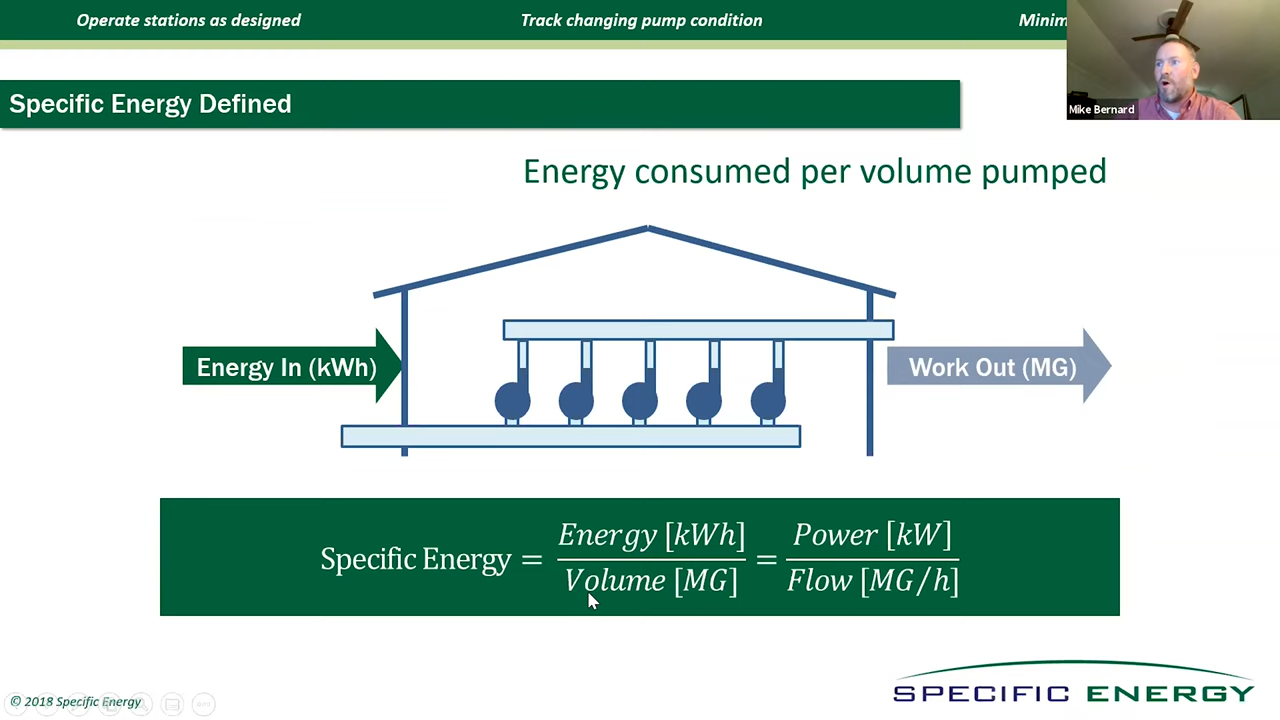 Operate stations as designed
Track changing pump condition
Minim
Mike Bernard
Specific Energy Defined
Energy consumed per volume pumped
Energy In (kWh)
Work Out (MG)
Specific Energy = Energy [kWh] / Volume [MG] = Power [kW] / Flow [MG/h]
© 2018 Specific Energy
SPECIFIC ENERGY